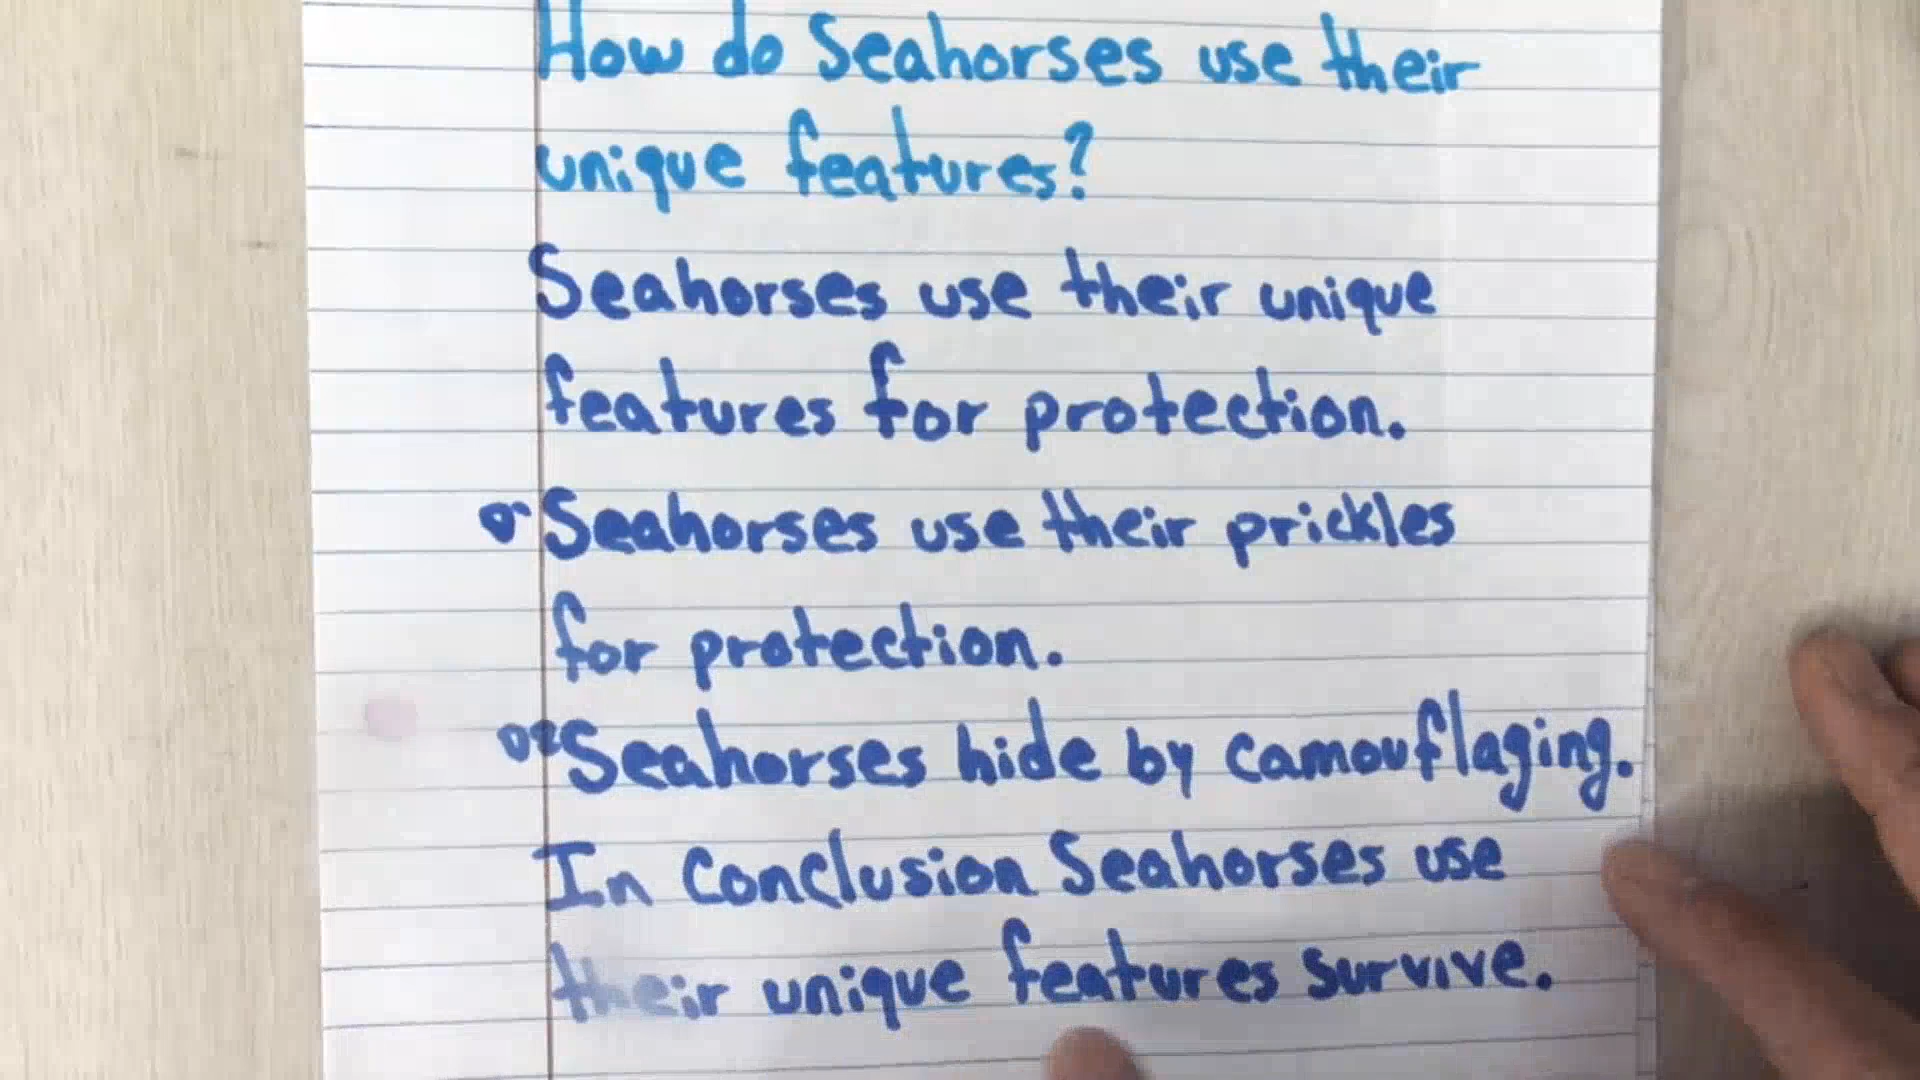 How do Seahorses use their
unique features?
Seahorses use their unique
features for protection.
Seahorses use their prickles
for protection.
Seahorses hide by camouflaging.
In Conclusion Seahorses use
their unique features survive.